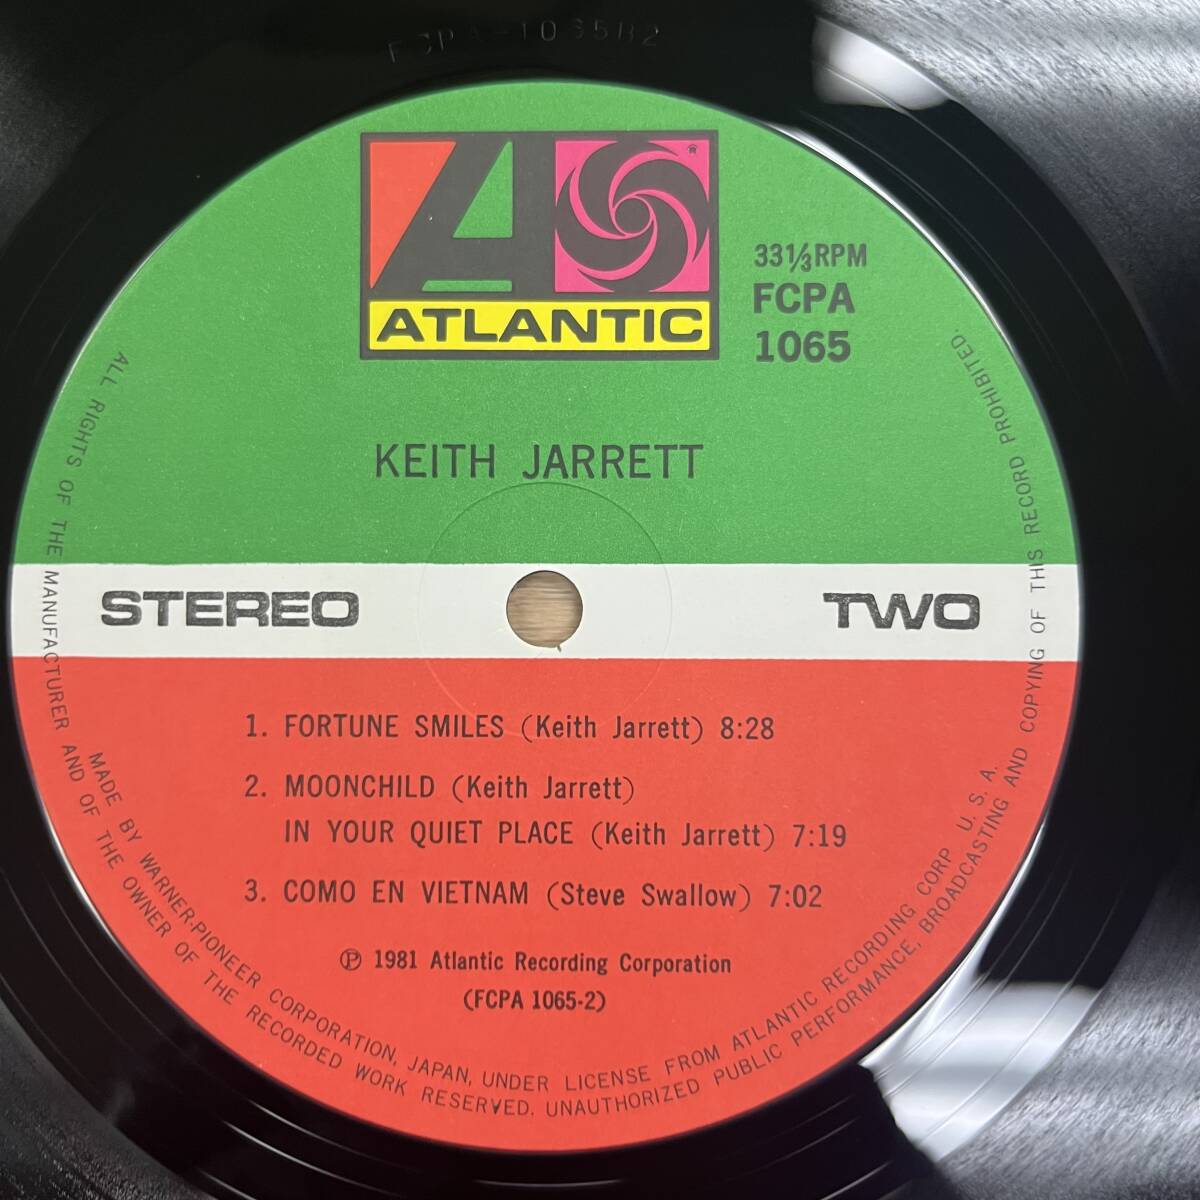 FCPA-1065B2
A
®
ATLANTIC
33⅓RPM
FCPA
1065
KEITH JARRETT
STEREO
TWO
1. FORTUNE SMILES (Keith Jarrett) 8:28
2. MOONCHILD (Keith Jarrett)
IN YOUR QUIET PLACE (Keith Jarrett) 7:19
3. COMO EN VIETNAM (Steve Swallow) 7:02
℗ 1981 Atlantic Recording Corporation
(FCPA 1065-2)
MADE BY WARNER-PIONEER CORPORATION, JAPAN, UNDER LICENSE FROM ATLANTIC RECORDING CORP. U. S. A.
ALL RIGHTS OF THE MANUFACTURER AND OF THE OWNER OF THE RECORDED WORK RESERVED. UNAUTHORIZED PUBLIC PERFORMANCE, BROADCASTING AND COPYING OF THIS RECORD PROHIBITED.